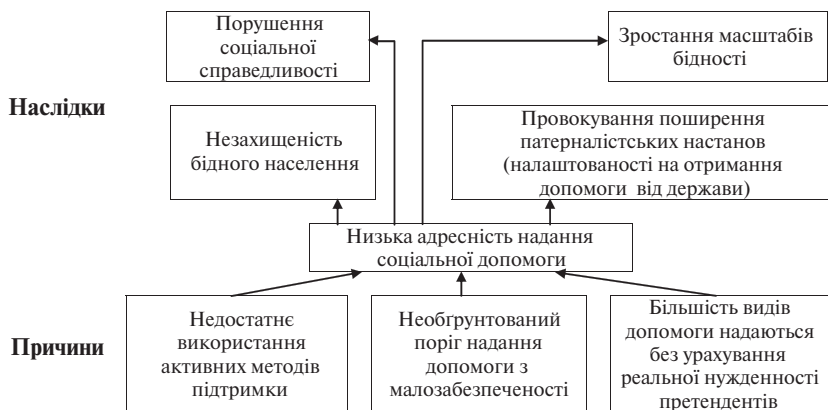 Порушення
соціальної
справедливості
Зростання масштабів
бідності
Наслідки
Незахищеність
бідного населення
Провокування поширення
патерналістських настанов
(налаштованості на отримання
допомоги від держави)
Низька адресність надання
соціальної допомоги
Причини
Недостатнє
використання
активних методів
підтримки
Необґрунтований
поріг надання
допомоги з
малозабезпеченості
Більшість видів
допомоги надаються
без урахування
реальної нужденності
претендентів